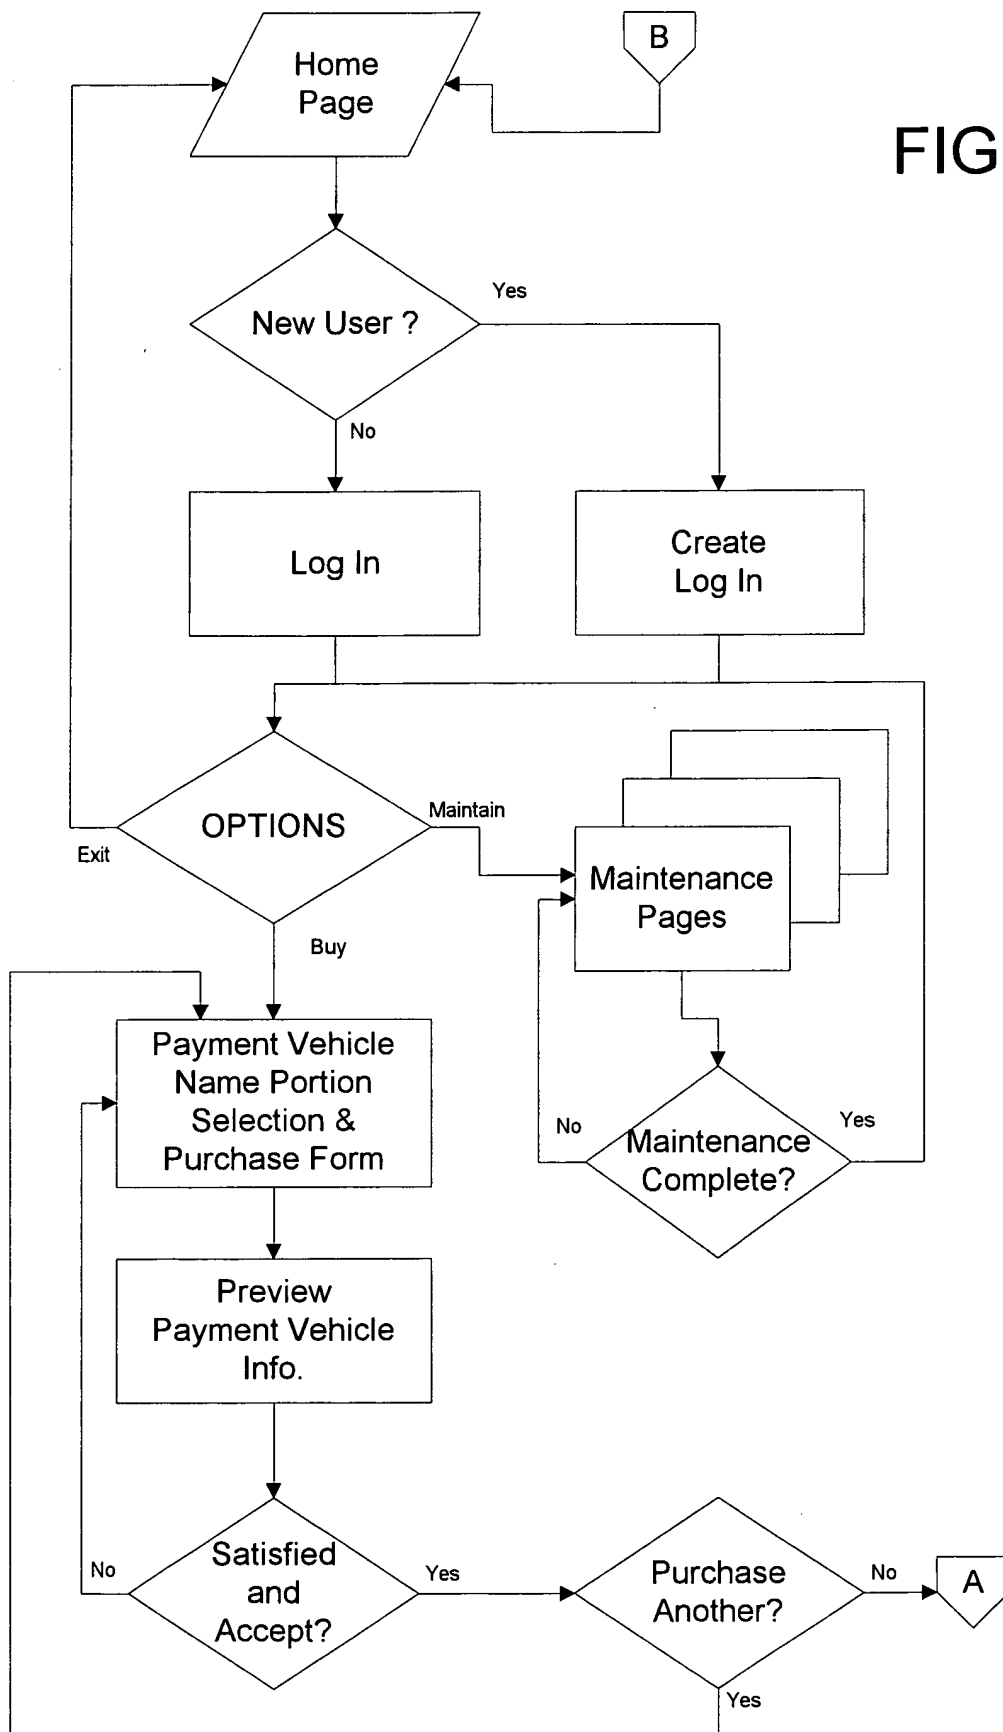 Home
Page
B
FIG
New User ?
Yes
No
Log In
Create
Log In
OPTIONS
Maintain
Exit
Buy
Maintenance
Pages
Payment Vehicle
Name Portion
Selection &
Purchase Form
No
Maintenance
Complete?
Yes
Preview
Payment Vehicle
Info.
No
Satisfied
and
Accept?
Yes
Purchase
Another?
No
A
Yes